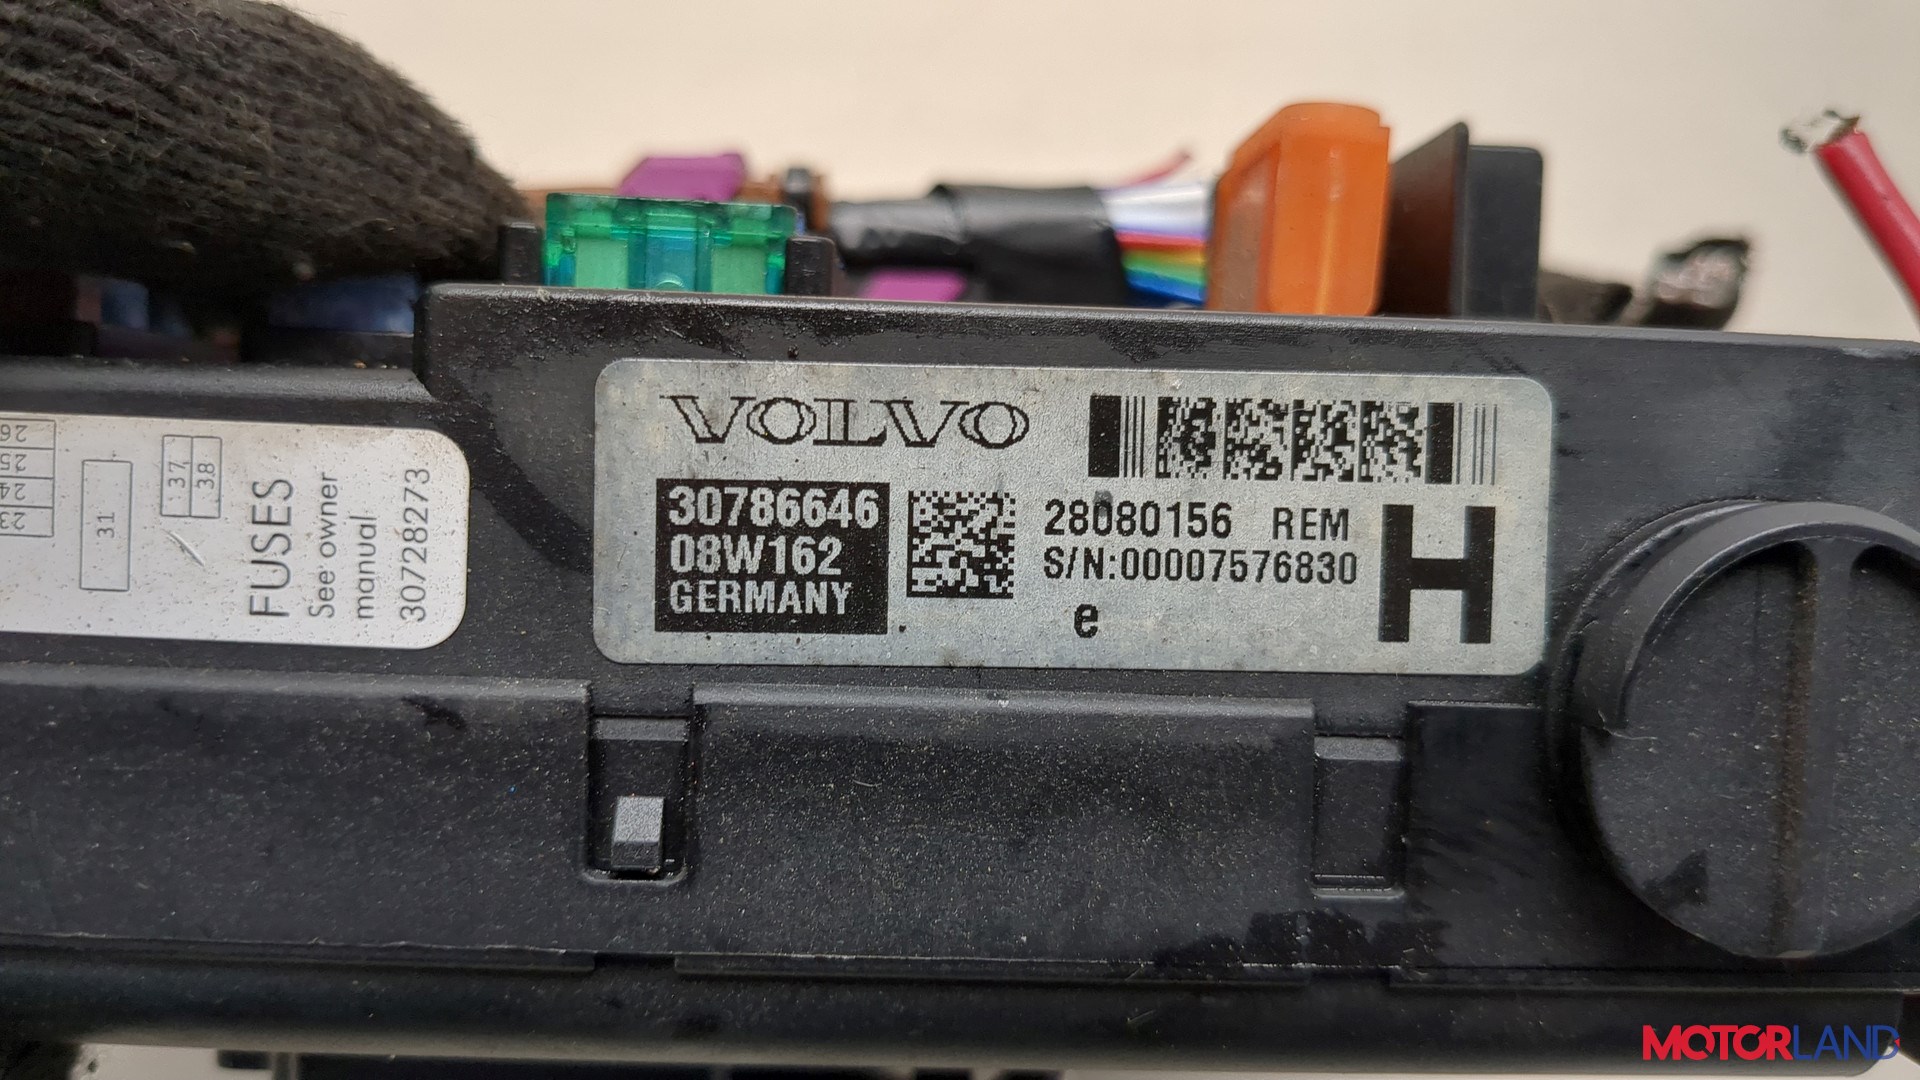 VOLVO
30786646
08W162
GERMANY
28080156 REM
S/N:00007576830
e
H
26
25
24
23
31
37
38
FUSES
See owner
manual
30728273
MOTORLAND